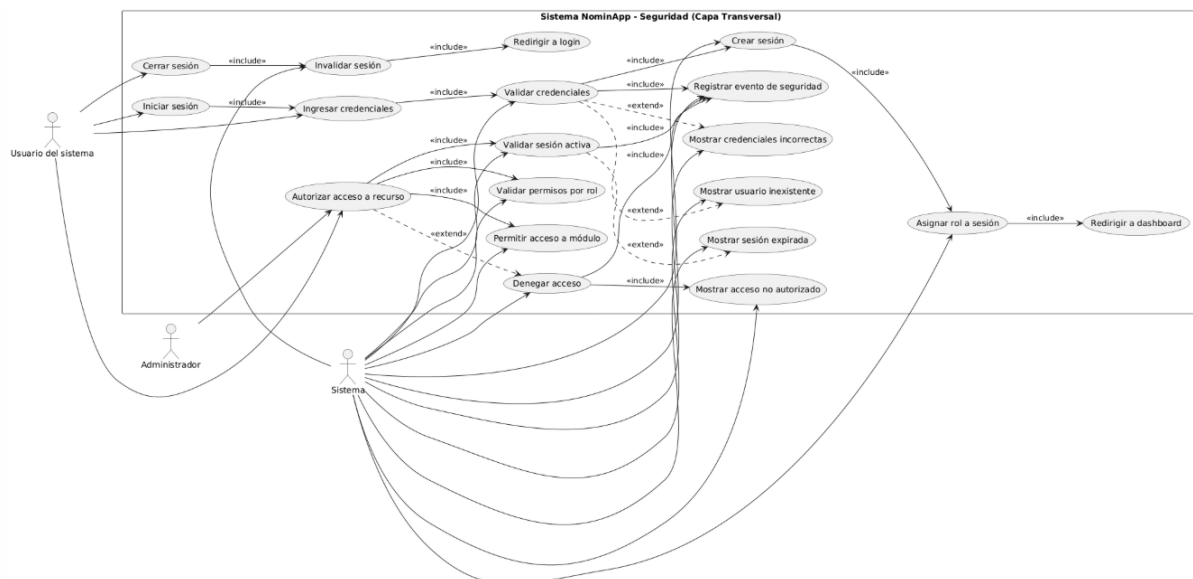 Sistema NominApp - Seguridad (Capa Transversal)
Crear sesión
Redirigir a login
«include»
Cerrar sesión
«include»
Invalidar sesión
«include»
«include»
Iniciar sesión
«include»
Ingresar credenciales
«include»
Validar credenciales
«include»
Registrar evento de seguridad
«extend»
Usuario del sistema
Validar sesión activa
«include»
Mostrar credenciales incorrectas
«include»
«include»
Autorizar acceso a recurso
«include»
Validar permisos por rol
Mostrar usuario inexistente
«extend»
Asignar rol a sesión
«include»
Redirigir a dashboard
«extend»
Permitir acceso a módulo
«extend»
Mostrar sesión expirada
Denegar acceso
«include»
Mostrar acceso no autorizado
Administrador
Sistema